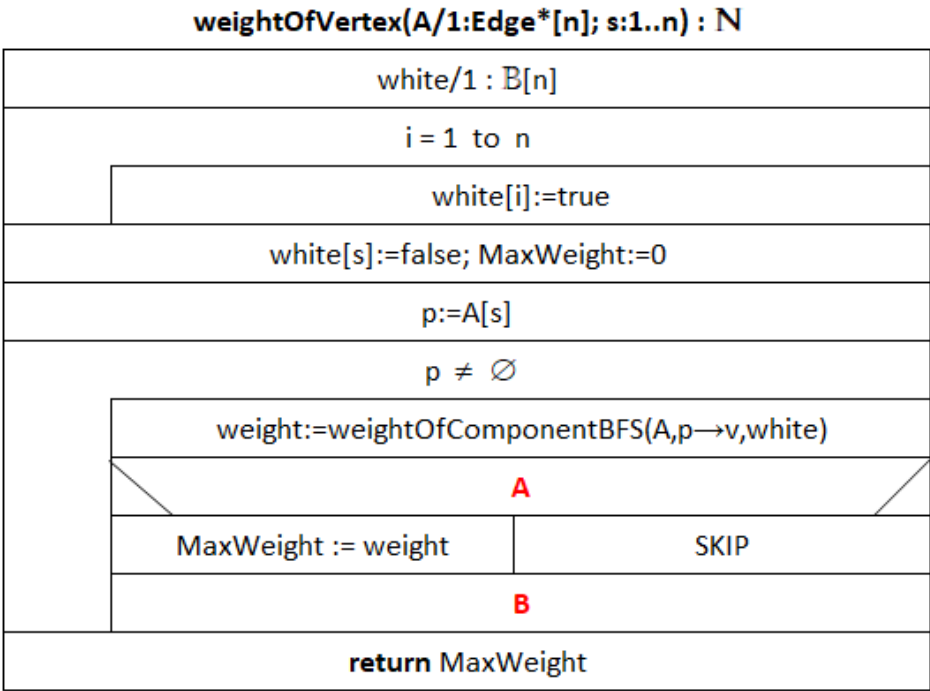 weightOfVertex(A/1:Edge*[n]; s:1..n) : ℕ
white/1 : 𝔹[n]
i = 1 to n
white[i]:=true
white[s]:=false; MaxWeight:=0
p:=A[s]
p ≠ ∅
weight:=weightOfComponentBFS(A,p→v,white)
A
MaxWeight := weight SKIP
B
return MaxWeight